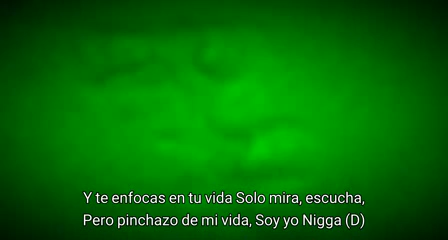 Y te enfocas en tu vida Solo mira, escucha,
Pero pinchazo de mi vida, Soy yo Nigga (D)